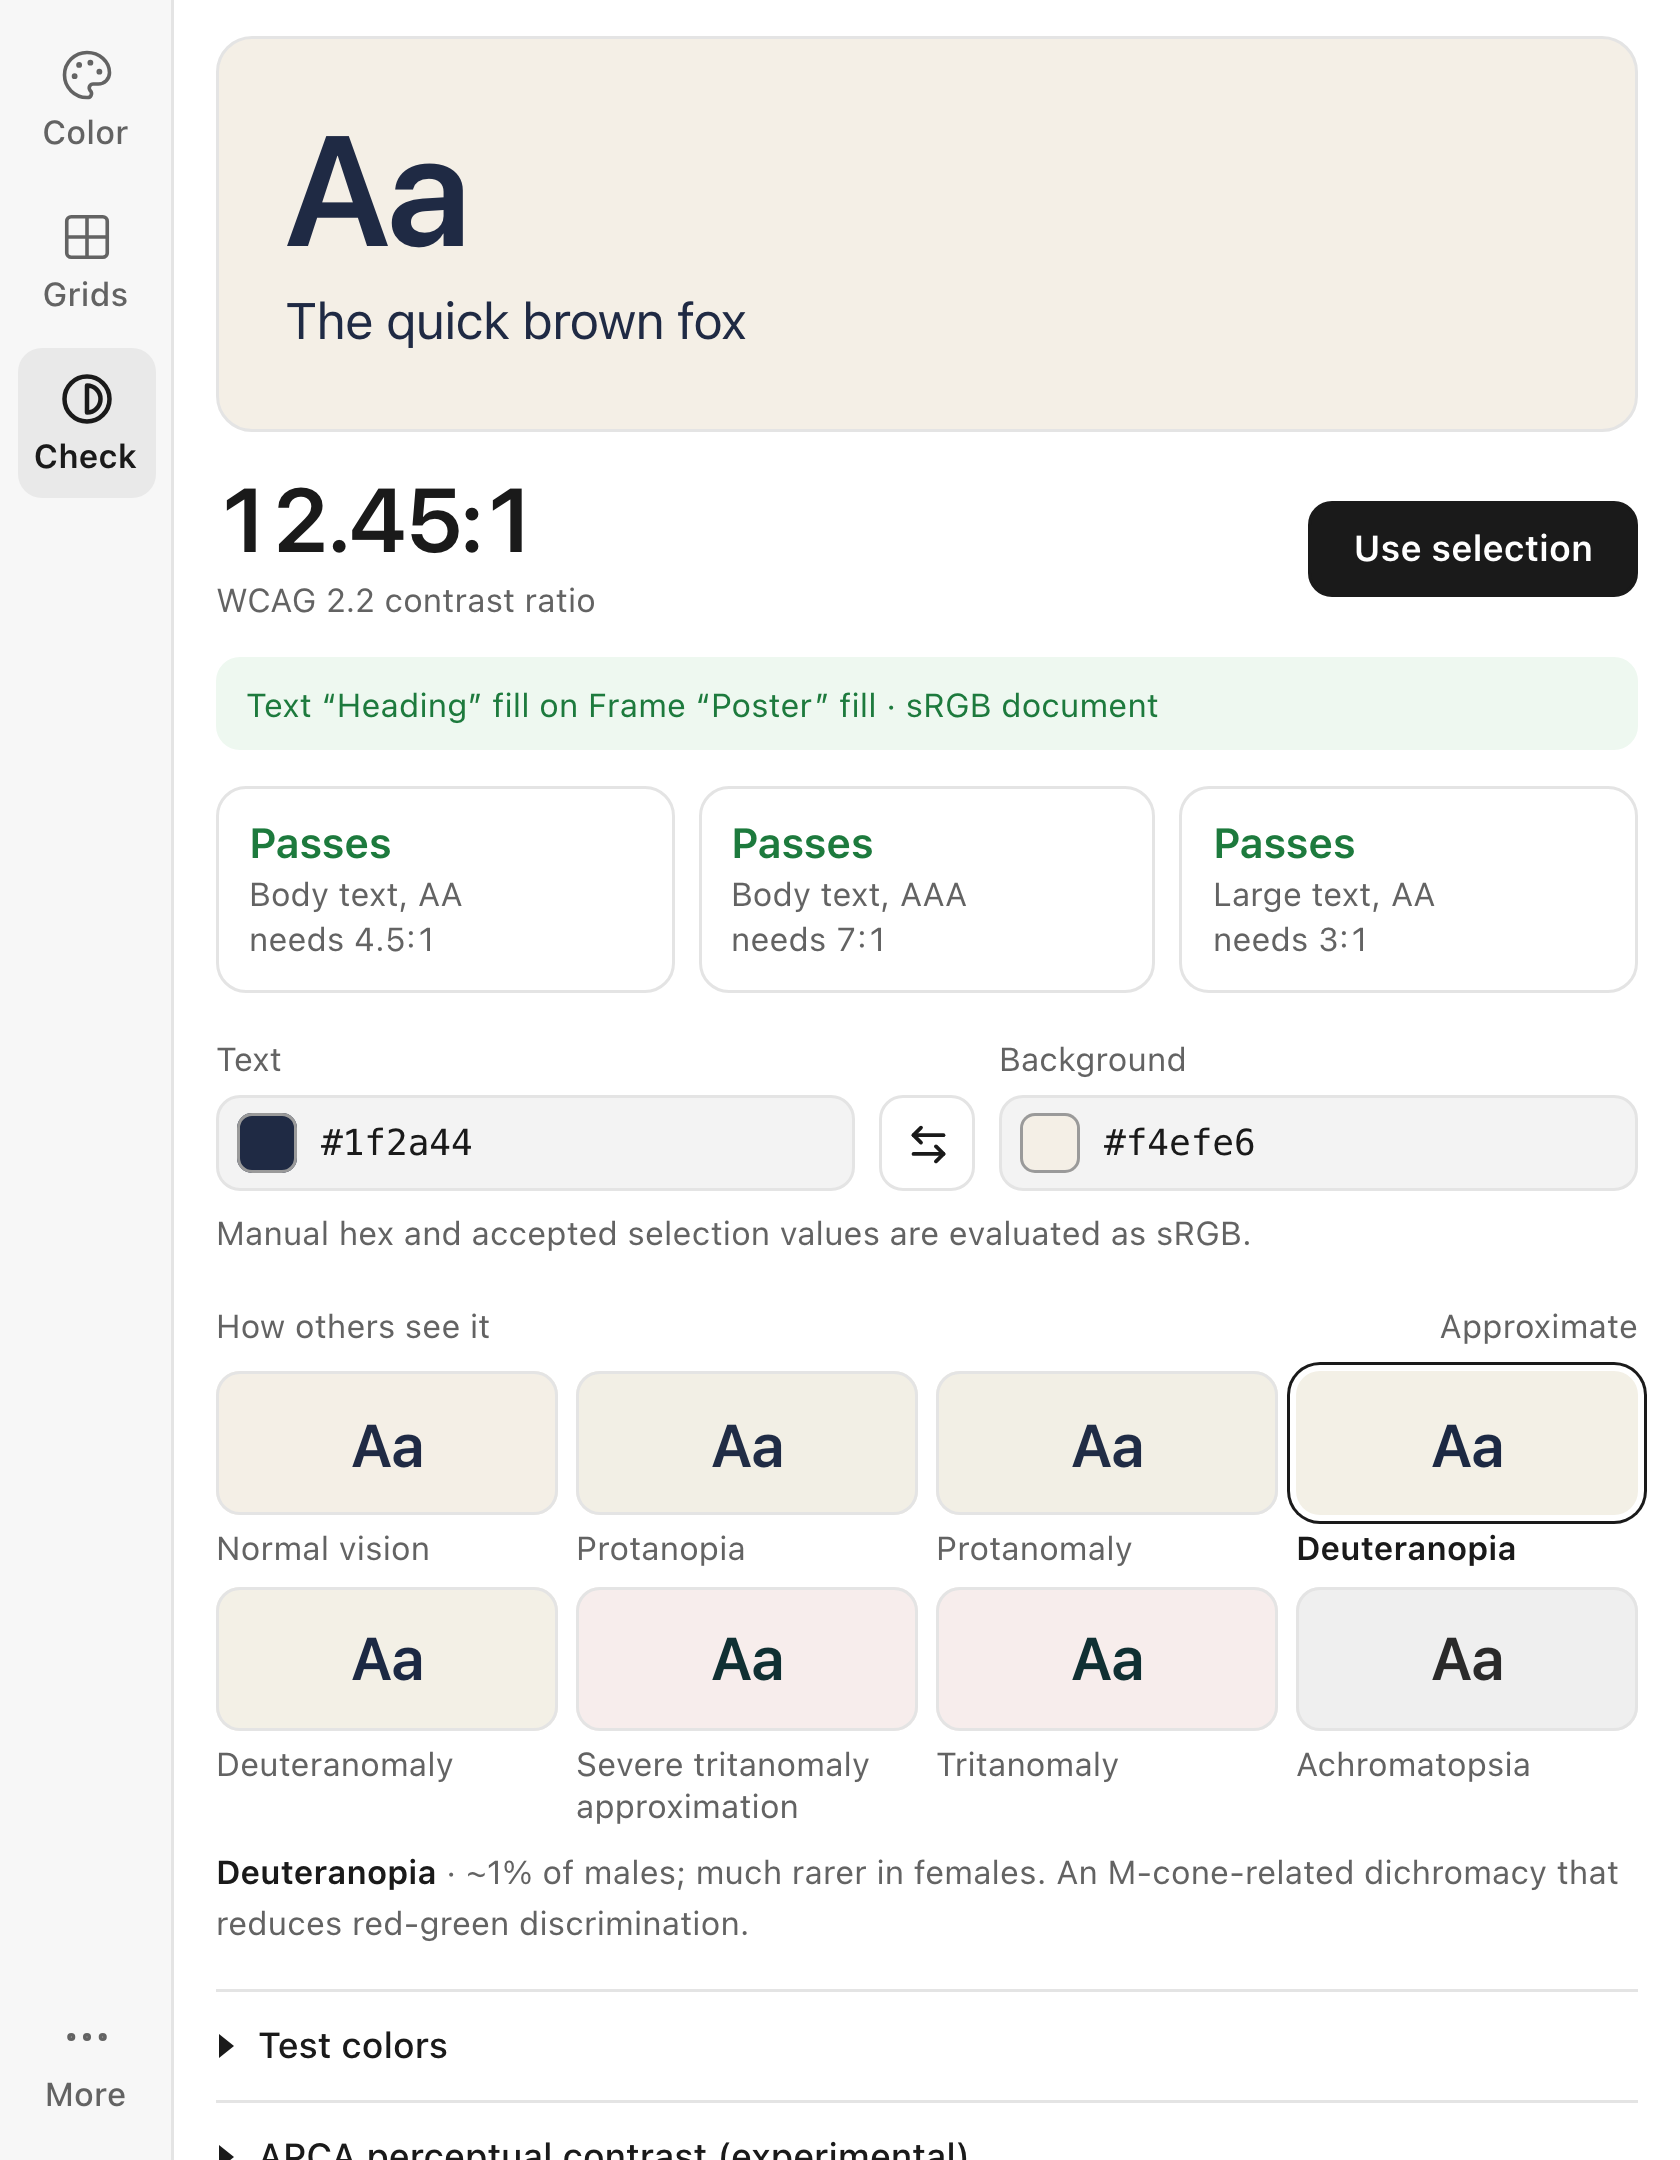 Color
Grids
Check
More
Aa
The quick brown fox
12.45:1
WCAG 2.2 contrast ratio
Use selection
Text “Heading” fill on Frame “Poster” fill · sRGB document
Passes
Body text, AA
needs 4.5:1
Passes
Body text, AAA
needs 7:1
Passes
Large text, AA
needs 3:1
Text
#1f2a44
Background
#f4efe6
Manual hex and accepted selection values are evaluated as sRGB.
How others see it
Approximate
Aa
Normal vision
Aa
Protanopia
Aa
Protanomaly
Aa
Deuteranopia
Aa
Deuteranomaly
Aa
Severe tritanomaly
approximation
Aa
Tritanomaly
Aa
Achromatopsia
Deuteranopia · ~1% of males; much rarer in females. An M-cone-related dichromacy that
reduces red-green discrimination.
Test colors
APCA perceptual contrast (experimental)